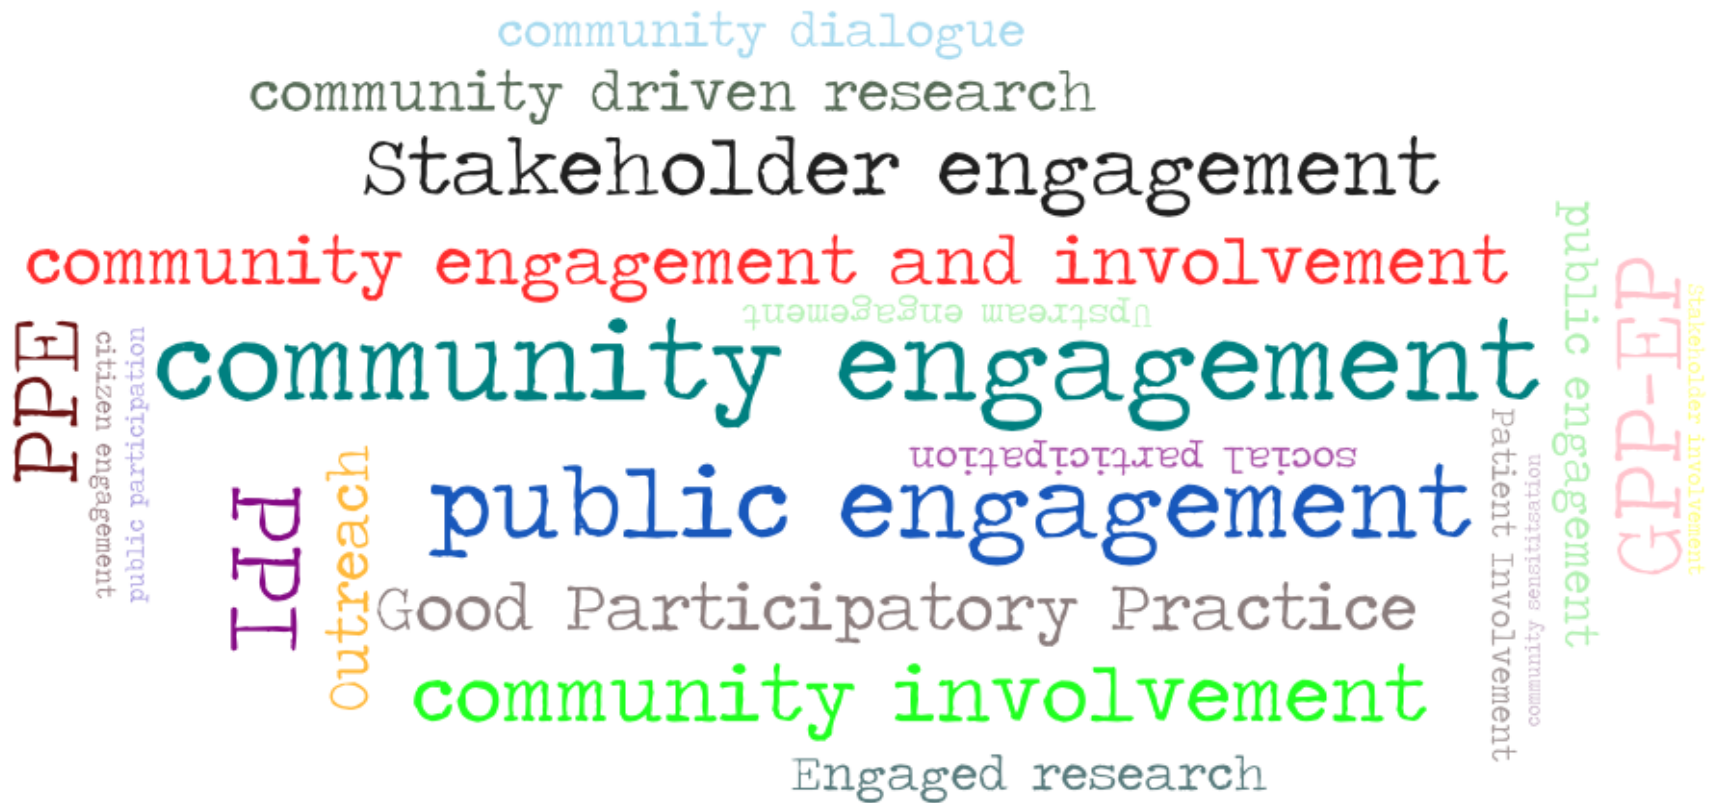 community dialogue
community driven research
Stakeholder engagement
community engagement and involvement
Upstream engagement
community engagement
PPE
citizen engagement
public participation
social participation
public engagement
PPI
Outreach
Good Participatory Practice
community involvement
Engaged research
Patient Involvement
community sensitisation
public engagement
GPP-EP
Stakeholder involvement